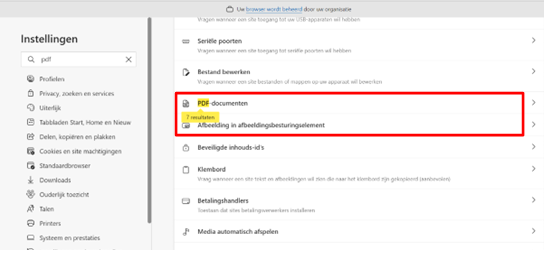 Uw browser wordt beheerd door uw organisatie
Instellingen
pdf
Profielen
Privacy, zoeken en services
Uiterlijk
Tabbladen Start, Home en Nieuw
Delen, kopiëren en plakken
Cookies en site machtigingen
Standaardbrowser
Downloads
Ouderlijk toezicht
Talen
Printers
Systeem en prestaties
Vragen wanneer een site toegang tot uw USB-apparaten wil hebben
Seriële poorten
Vragen wanneer een site toegang tot seriële poorten wil hebben
Bestand bewerken
Vragen wanneer een site bestanden of mappen op uw apparaat wil bewerken
PDF-documenten
7 resultaten
Afbeelding in afbeeldingsbesturingselement
Beveiligde inhouds-id's
Klembord
Vraag wanneer een site tekst en afbeeldingen wil zien die naar het klembord zijn gekopieerd (aanbevolen)
Betalingshandlers
Toestaan dat sites betalingsverwerkers installeren
Media automatisch afspelen